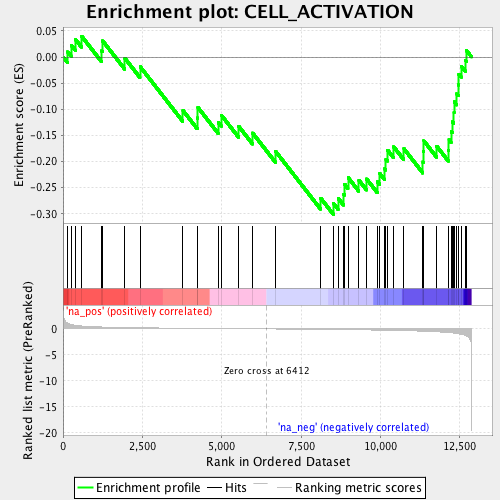 Enrichment plot: CELL_ACTIVATION
Enrichment score (ES)
0.05
0.00
-0.05
-0.10
-0.15
-0.20
-0.25
-0.30
'na_pos' (positively correlated)
Ranked list metric (PreRanked)
0
-5
-10
-15
-20
Zero cross at 6412
'na_neg' (negatively correlated)
0
2,500
5,000
7,500
10,000
12,500
Rank in Ordered Dataset
Enrichment profile
Hits
Ranking metric scores